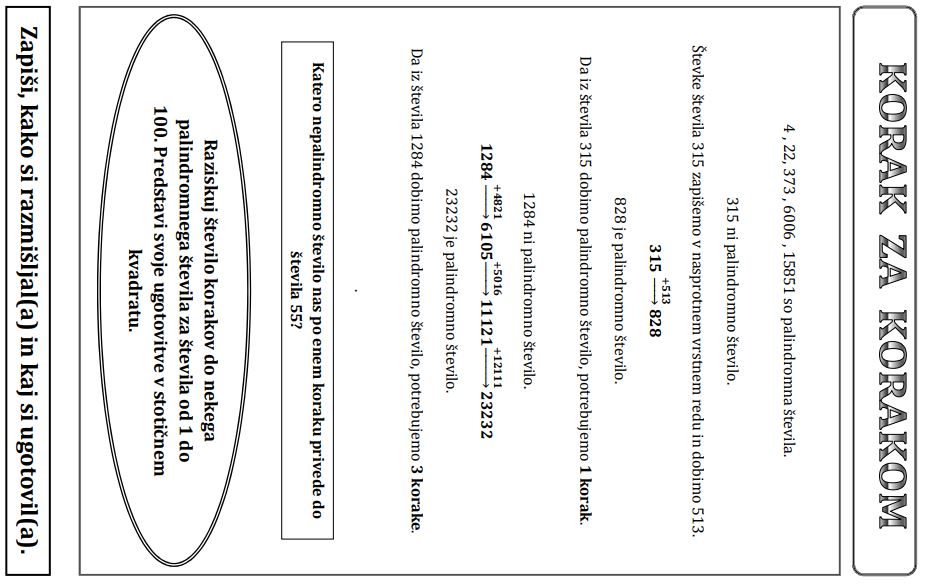 KORAK ZA KORAKOM
4 , 22, 373 , 6006 , 15851 so palindromna števila.
315 ni palindromno število.
Števke števila 315 zapišemo v nasprotnem vrstnem redu in dobimo 513.
315 +513⟶ 828
828 je palindromno število.
Da iz števila 315 dobimo palindromno število, potrebujemo 1 korak.
1284 ni palindromno število.
1284 +4821⟶ 6105 +5016⟶ 11121 +12111⟶ 23232
23232 je palindromno število.
Da iz števila 1284 dobimo palindromno število, potrebujemo 3 korake.
.
Katero nepalindromno število nas po enem koraku privede do
števila 55?
Raziskuj število korakov do nekega
palindromnega števila za števila od 1 do
100. Predstavi svoje ugotovitve v stotičnem
kvadratu.
Zapiši, kako si razmišljal(a) in kaj si ugotovil(a).